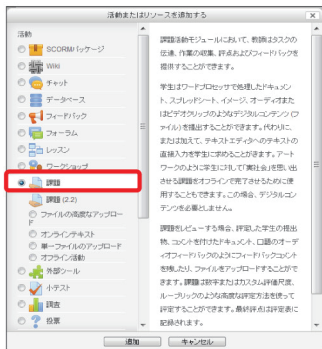 活動またはリソースを追加する
活動
SCORMパッケージ
Wiki
チャット
データベース
フィードバック
フォーラム
レッスン
ワークショップ
課題
課題 (2.2)
ファイルの高度なアップロード
オンラインテキスト
単一ファイルのアップロード
オフライン活動
外部ツール
小テスト
調査
投票
課題活動モジュールにおいて、教師はタスクの
伝達、作業の収集、評点およびフィードバックを
提供することができます。
学生はワードプロセッサで処理したドキュメン
ト、スプレッドシート、イメージ、オーディオまた
はビデオクリップのようなデジタルコンテンツ (フ
ァイル) を提出することができます。代わりに、
または加えて、テキストエディタへのテキストの
直接入力を学生に求めることができます。アート
ワークのように学生に対して「実社会」を思い出
させる課題をオフラインで完了させるために使
用することもできます。この場合、デジタルコン
テンツを必要としません。
課題をレビューする場合、評定した学生の提出
物、コメントを付けたドキュメント、口頭のオーデ
ィオフィードバックのようにフィードバックコメント
を残したり、ファイルをアップロードすることがで
きます。課題は数字またはカスタム評価尺度、
ルーブリックのような高度な評定方法を使って
評定することができます。最終評点は評定表に
記録されます。
追加
キャンセル